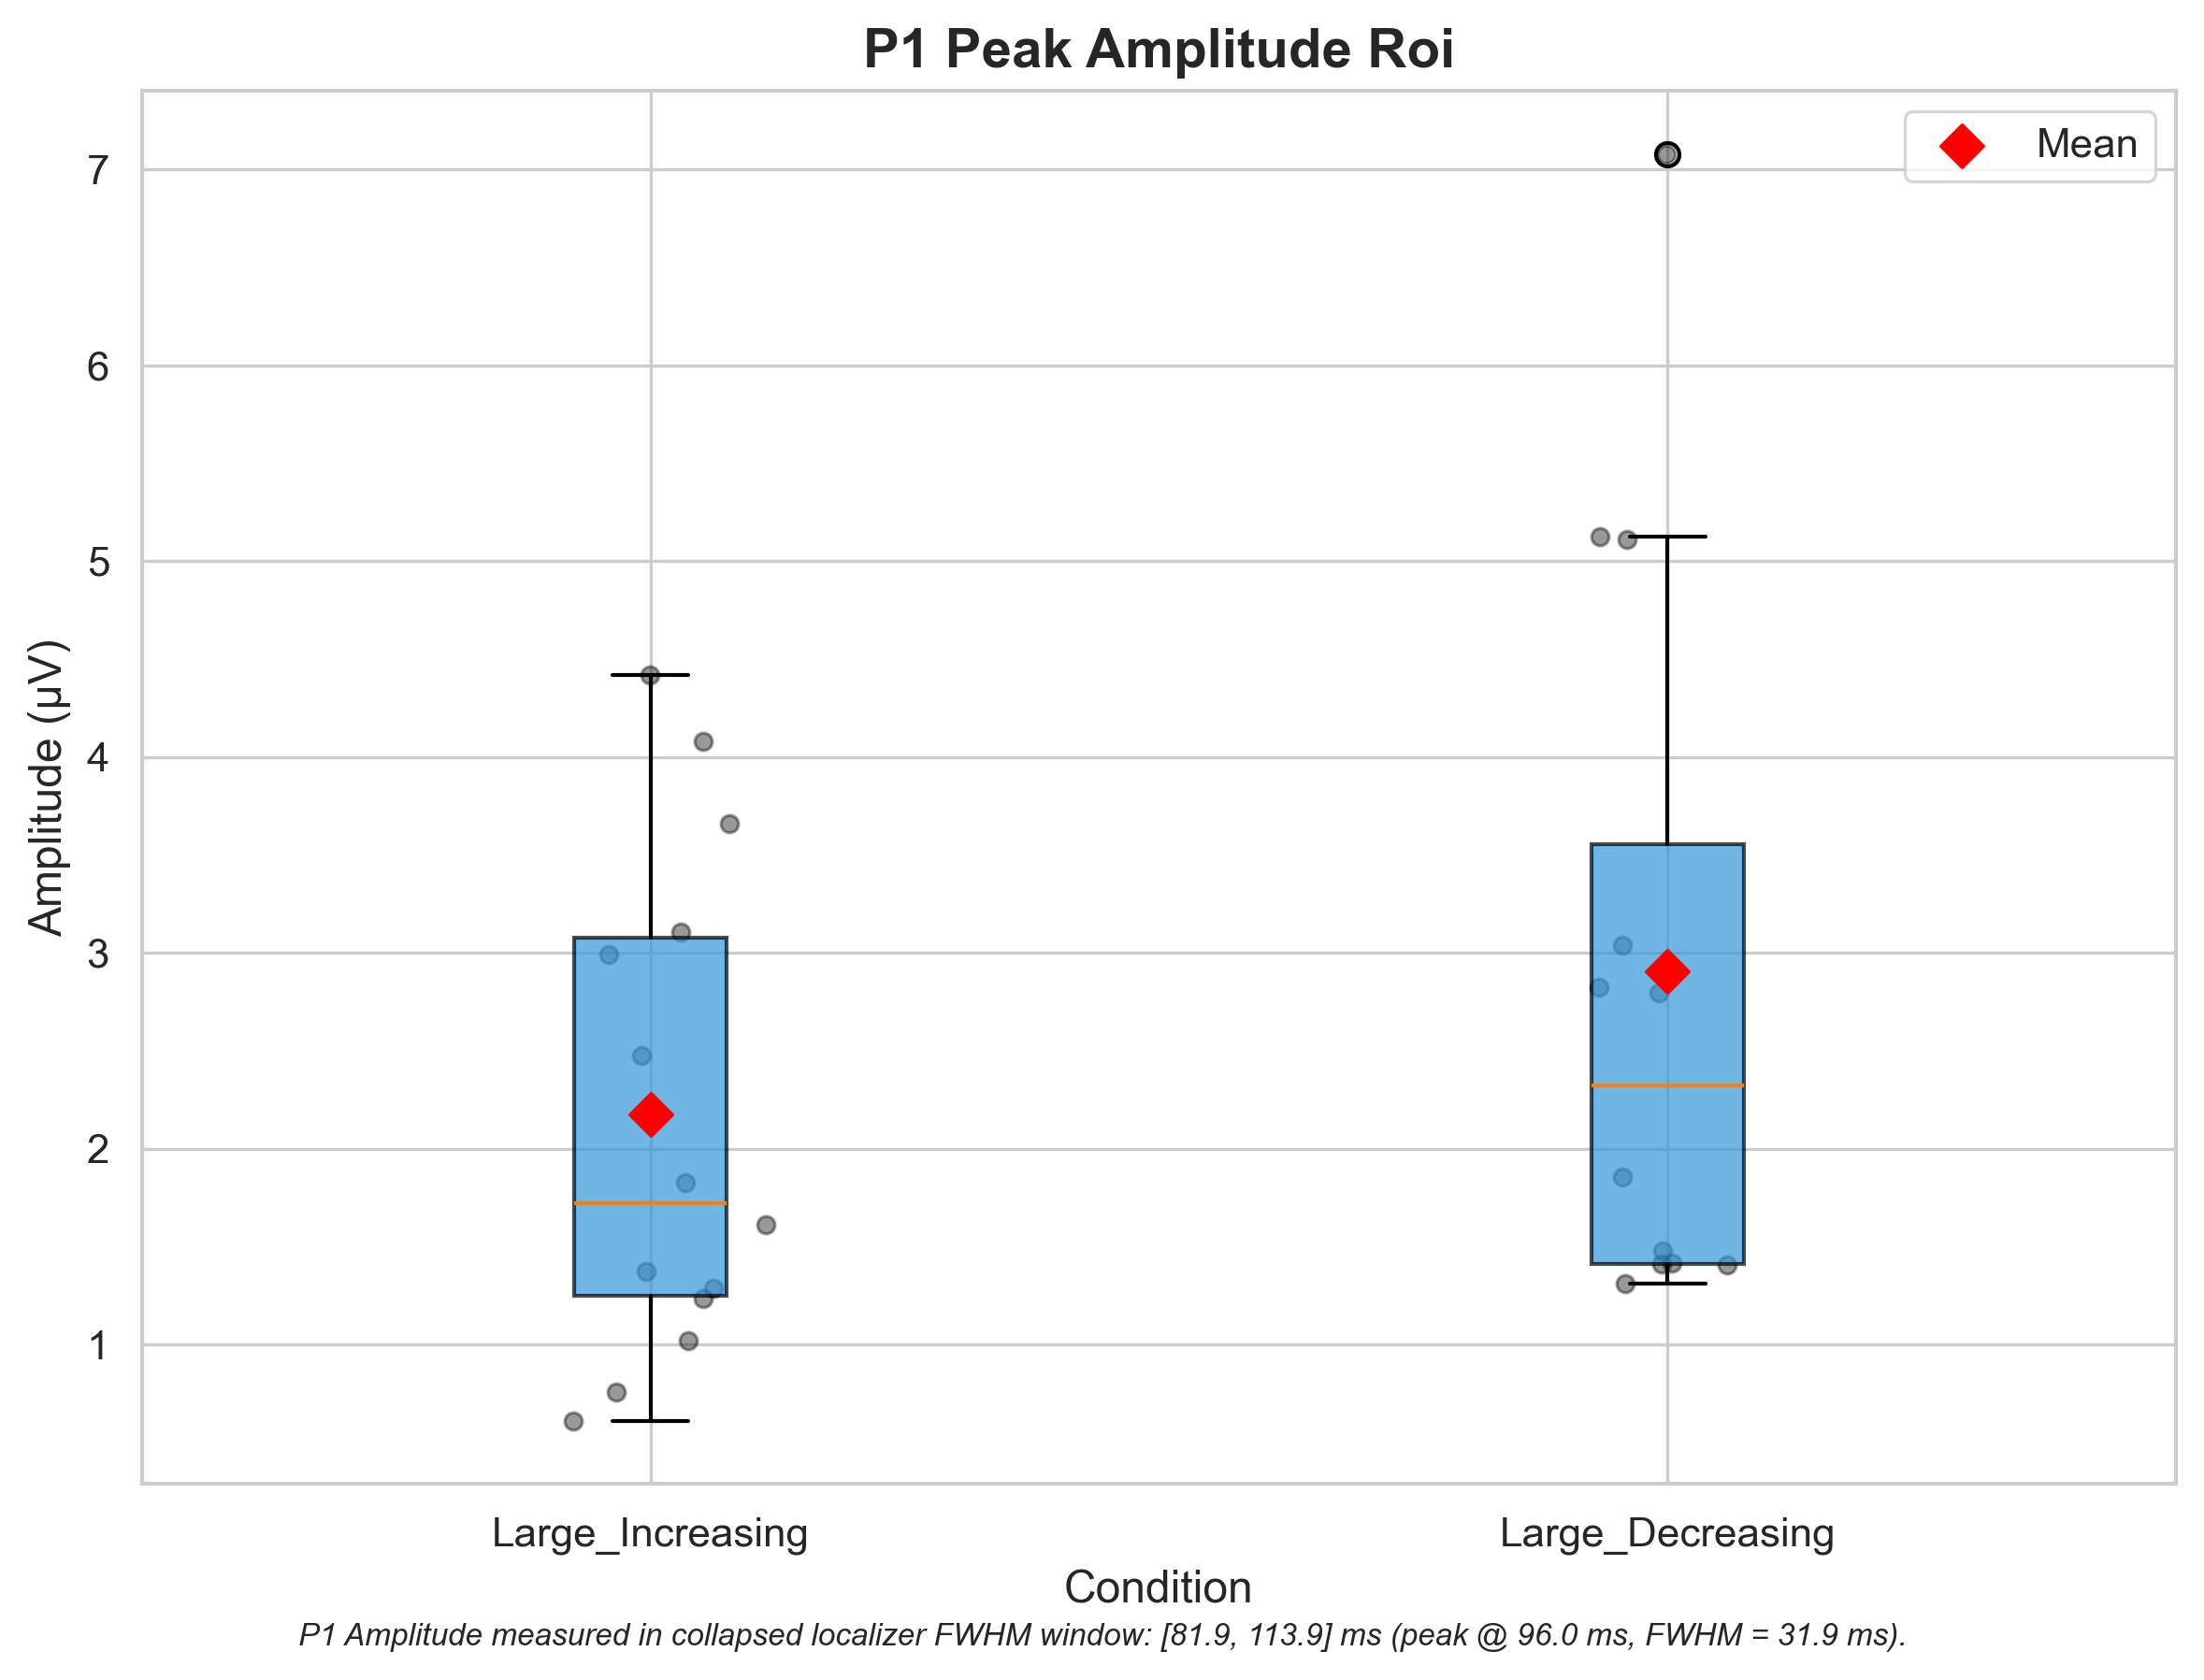 P1 Peak Amplitude Roi
Mean
7
6
5
4
3
2
1
Amplitude (µV)
Large_Increasing
Large_Decreasing
Condition
P1 Amplitude measured in collapsed localizer FWHM window: [81.9, 113.9] ms (peak @ 96.0 ms, FWHM = 31.9 ms).